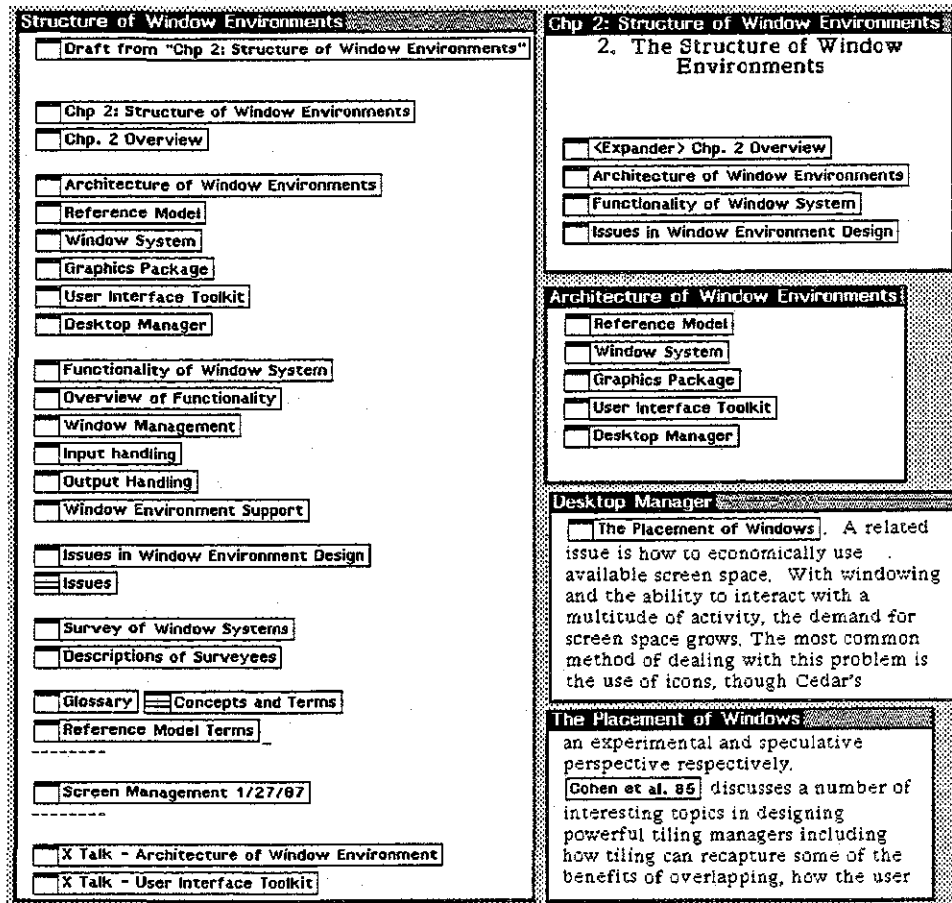 Structure of Window Environments
Draft from "Chp 2: Structure of Window Environments"
Chp 2: Structure of Window Environments
Chp. 2 Overview
Architecture of Window Environments
Reference Model
Window System
Graphics Package
User Interface Toolkit
Desktop Manager
Functionality of Window System
Overview of Functionality
Window Management
Input handling
Output Handling
Window Environment Support
Issues in Window Environment Design
Issues
Survey of Window Systems
Descriptions of Surveyees
Glossary Concepts and Terms
Reference Model Terms _
---------
Screen Management 1/27/87
---------
X Talk - Architecture of Window Environment
X Talk - User Interface Toolkit
Chp 2: Structure of Window Environments
2. The Structure of Window
Environments
<Expander> Chp. 2 Overview
Architecture of Window Environments
Functionality of Window System
Issues in Window Environment Design
Architecture of Window Environments
Reference Model
Window System
Graphics Package
User Interface Toolkit
Desktop Manager
Desktop Manager
The Placement of Windows. A related
issue is how to economically use
available screen space. With windowing
and the ability to interact with a
multitude of activity, the demand for
screen space grows. The most common
method of dealing with this problem is
the use of icons, though Cedar's
The Placement of Windows
an experimental and speculative
perspective respectively.
Cohen et al. 85 discusses a number of
interesting topics in designing
powerful tiling managers including
how tiling can recapture some of the
benefits of overlapping, how the user